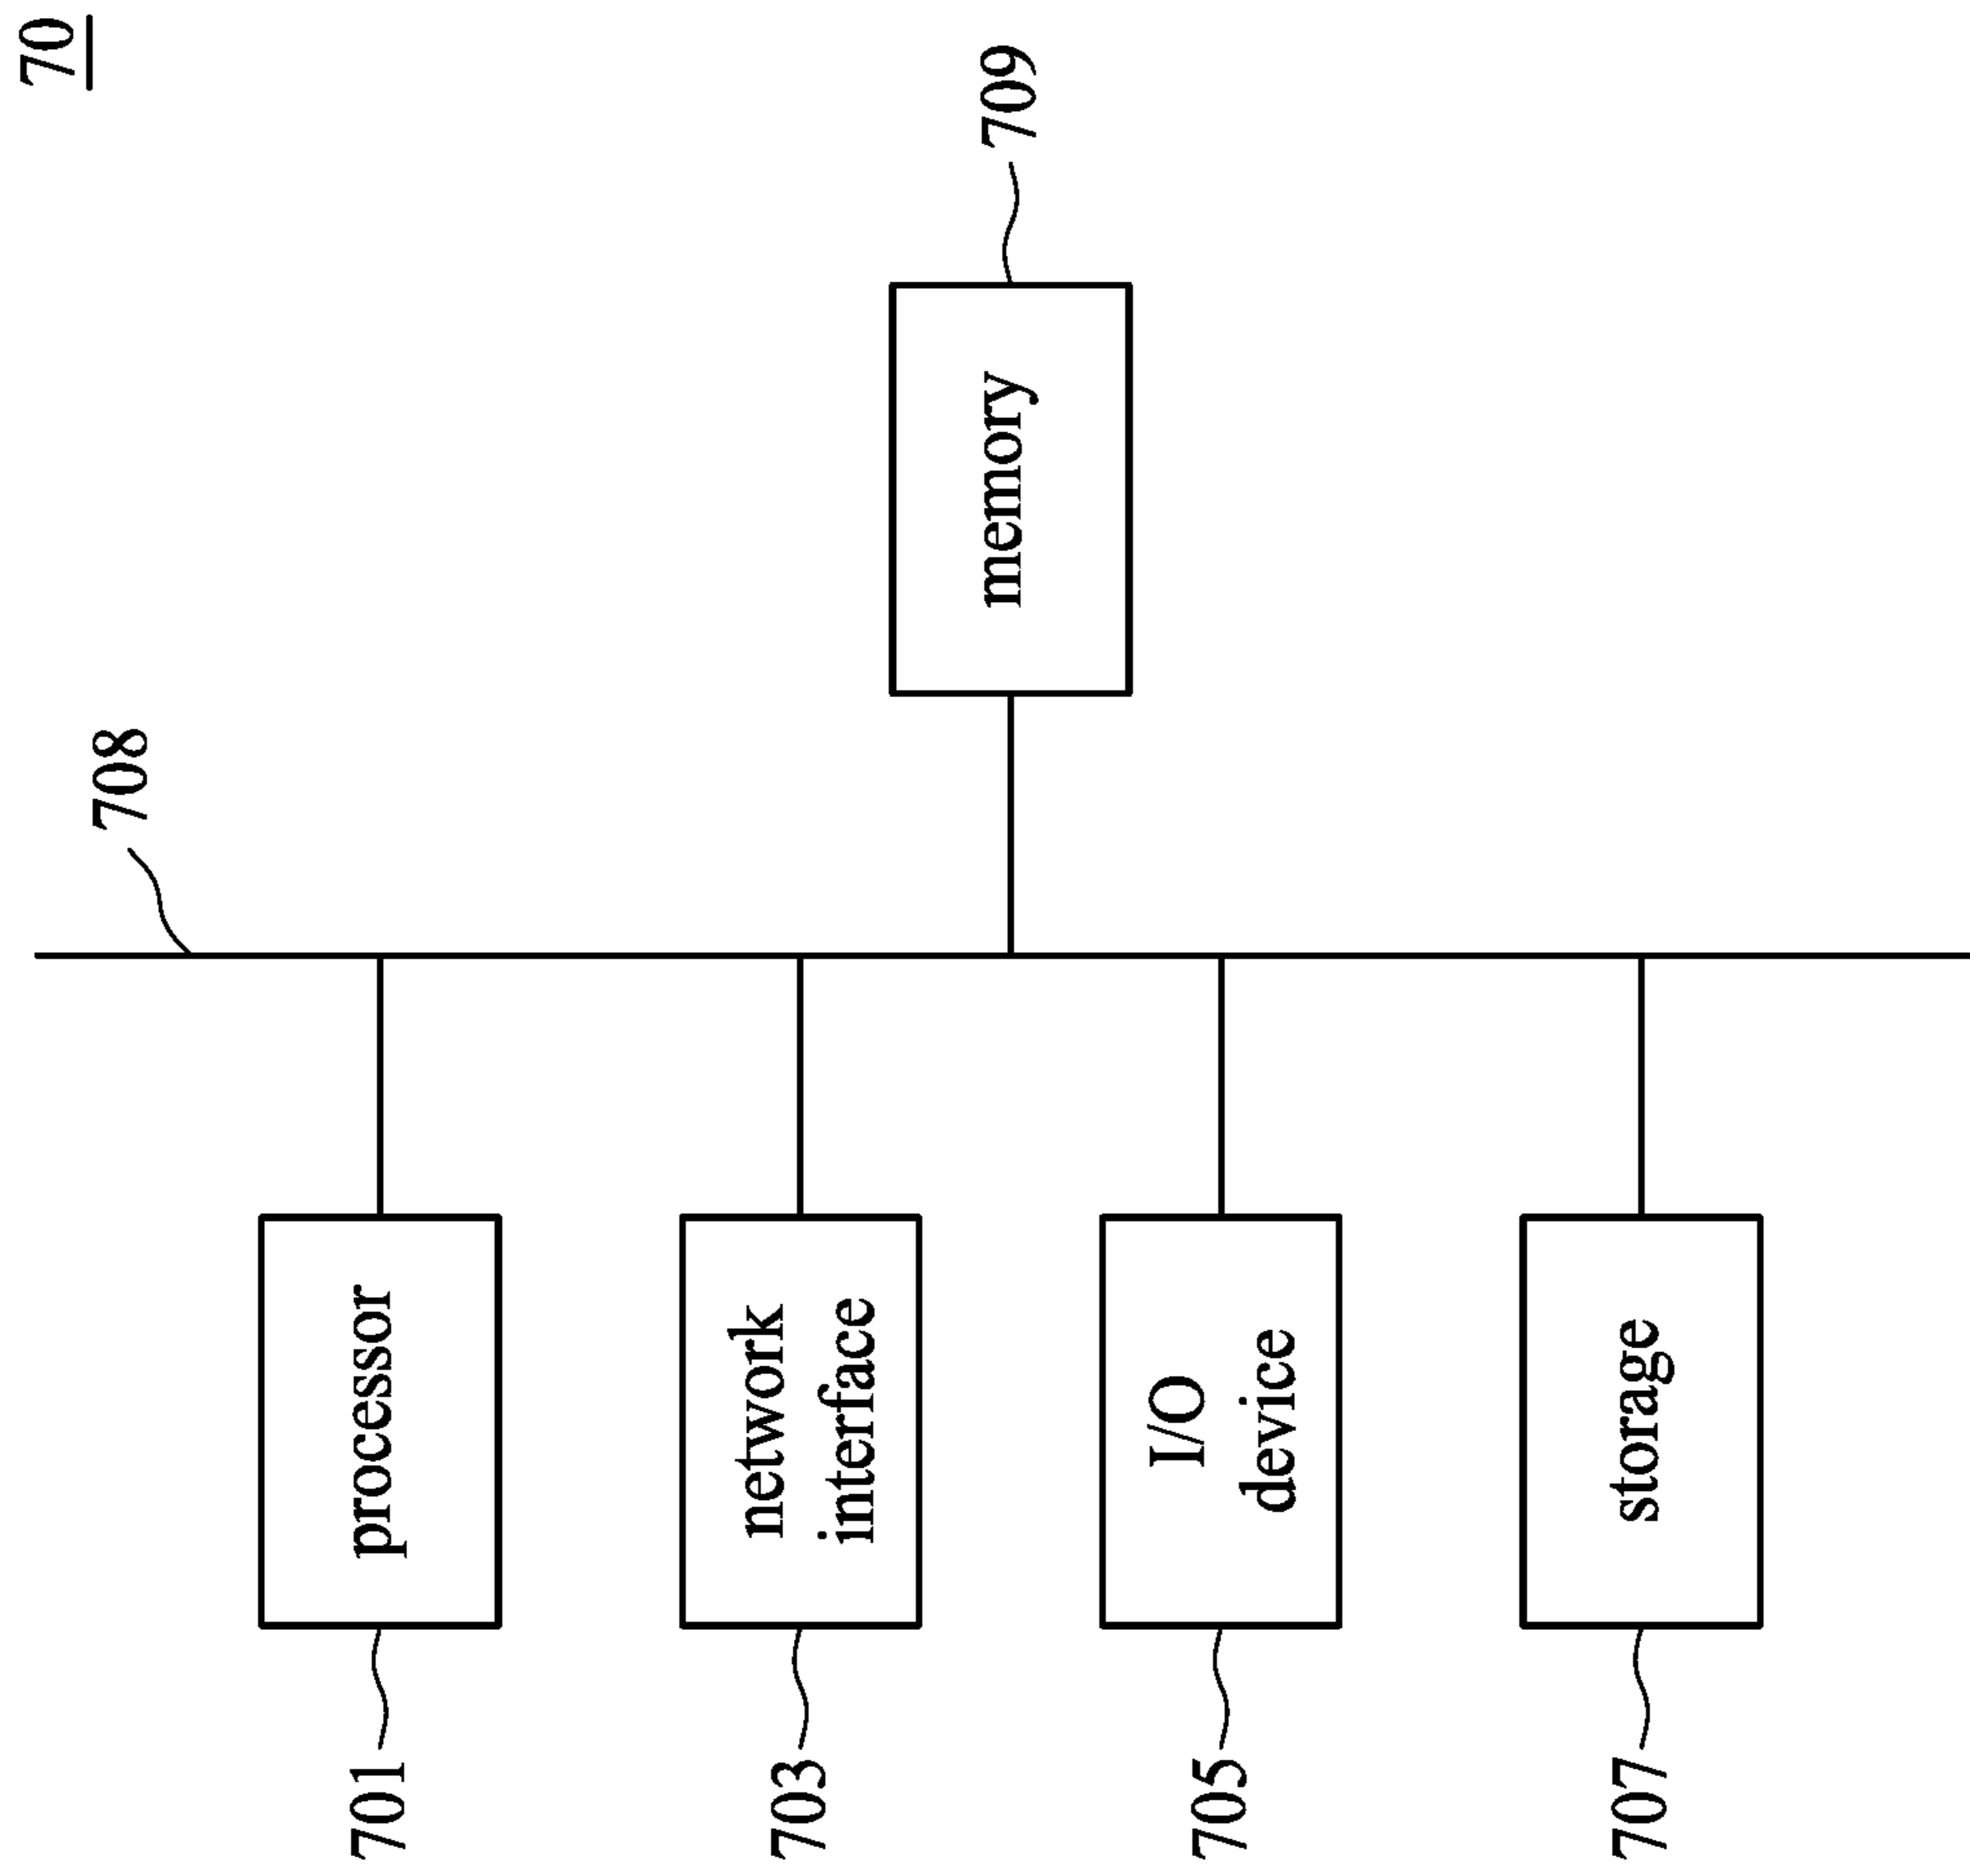 70
708
701
processor
703
network
interface
memory
709
705
I/O
device
707
storage